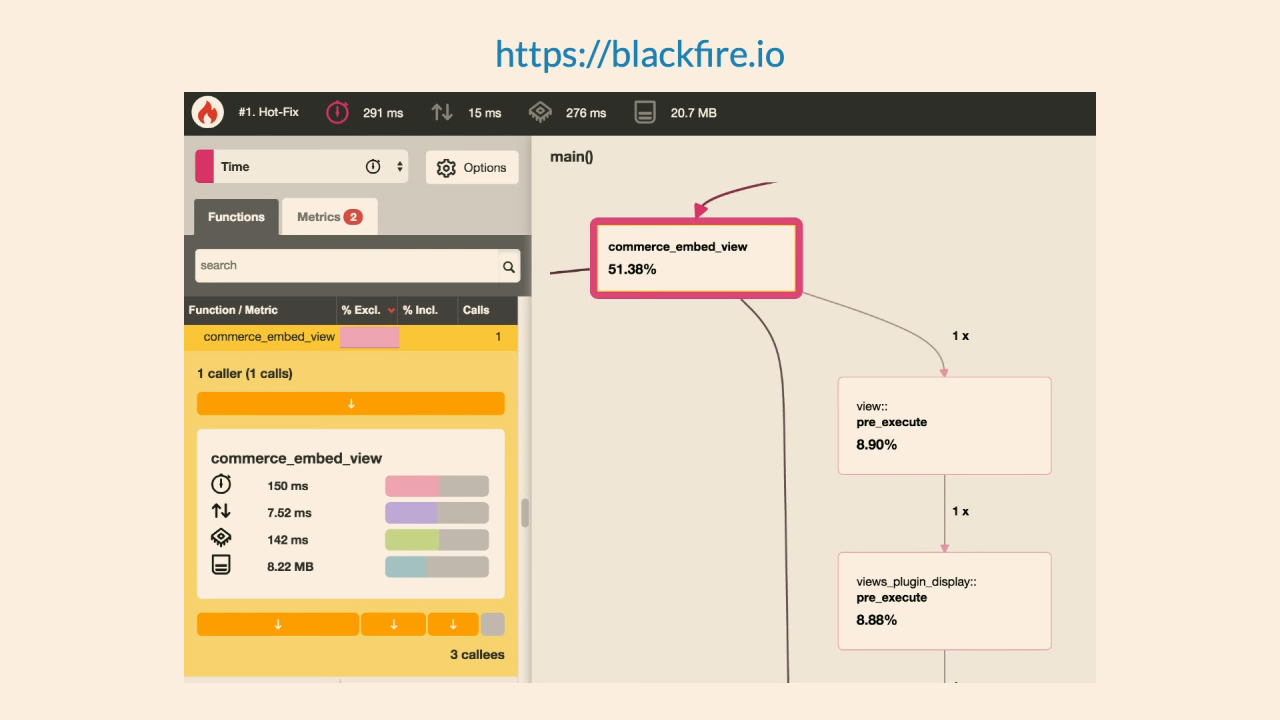 https://blackfire.io
#1. Hot-Fix 291 ms 15 ms 276 ms 20.7 MB
Time Options
main()
Functions Metrics 2
search
Function / Metric % Excl. % Incl. Calls
commerce_embed_view 1
1 caller (1 calls)
commerce_embed_view
150 ms
7.52 ms
142 ms
8.22 MB
3 callees
commerce_embed_view
51.38%
1 x
view::
pre_execute
8.90%
1 x
views_plugin_display::
pre_execute
8.88%